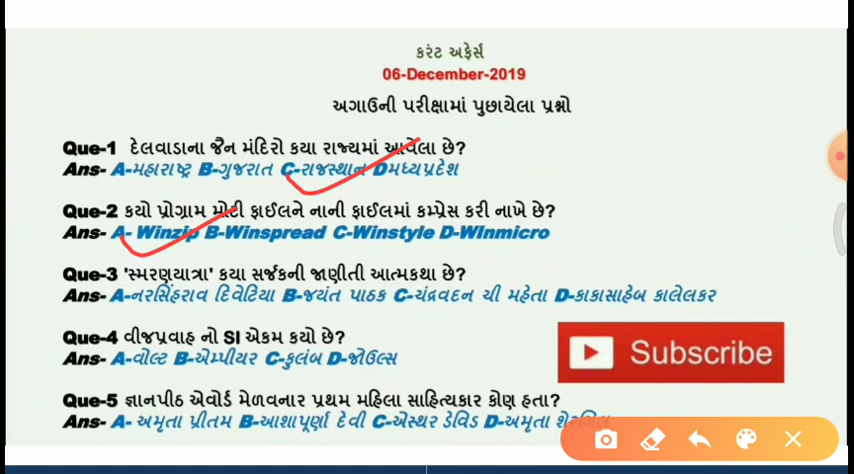 કરંટ અફેર્સ
06-December-2019
અગાઉની પરીક્ષામાં પુછાયેલા પ્રશ્નો
Que-1 દેલવાડાના જૈન મંદિરો કયા રાજ્યમાં આવેલા છે?
Ans- A-મહારાષ્ટ્ર B-ગુજરાત C-રાજસ્થાન Dમધ્યપ્રદેશ
Que-2 કયો પ્રોગ્રામ મોટી ફાઈલને નાની ફાઈલમાં કમ્પ્રેસ કરી નાખે છે?
Ans- A- Winzip B-Winspread C-Winstyle D-WInmicro
Que-3 'સ્મરણયાત્રા' કયા સર્જકની જાણીતી આત્મકથા છે?
Ans- A-નરસિંહરાવ દિવેટિયા B-જયંત પાઠક C-ચંદ્રવદન ચી મહેતા D-કાકાસાહેબ કાલેલકર
Que-4 વીજપ્રવાહ નો SI એકમ કયો છે?
Ans- A-વોલ્ટ B-એમ્પીયર C-કુલંબ D-જોઉલ્સ
Subscribe
Que-5 જ્ઞાનપીઠ એવોર્ડ મેળવનાર પ્રથમ મહિલા સાહિત્યકાર કોણ હતા?
Ans- A- અમૃતા પ્રીતમ B-આશાપૂર્ણા દેવી C-એસ્થર ડેવિડ D-અમૃતા શેરગિલ